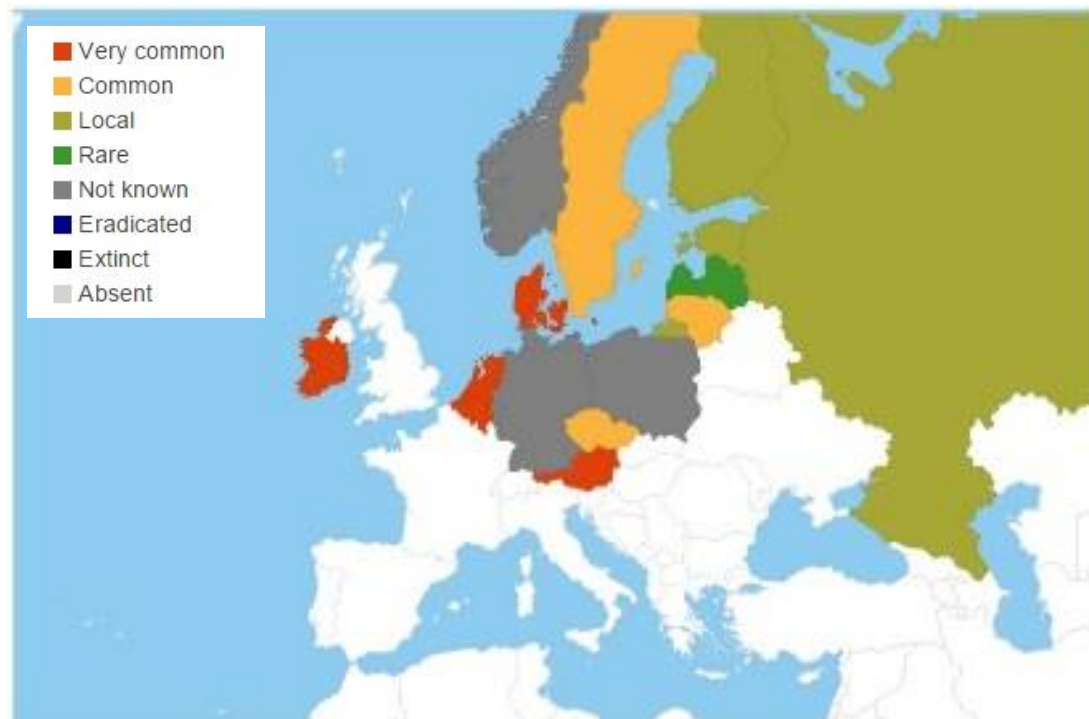 Very common
Common
Local
Rare
Not known
Eradicated
Extinct
Absent